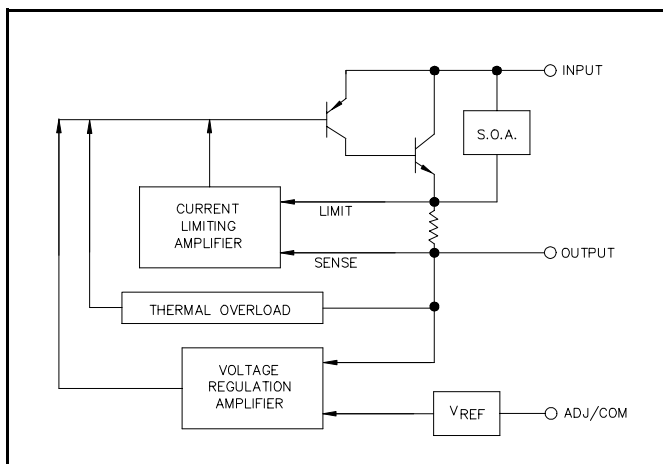 INPUT
S.O.A.
CURRENT
LIMITING
AMPLIFIER
LIMIT
SENSE
OUTPUT
THERMAL OVERLOAD
VOLTAGE
REGULATION
AMPLIFIER
VREF
ADJ/COM